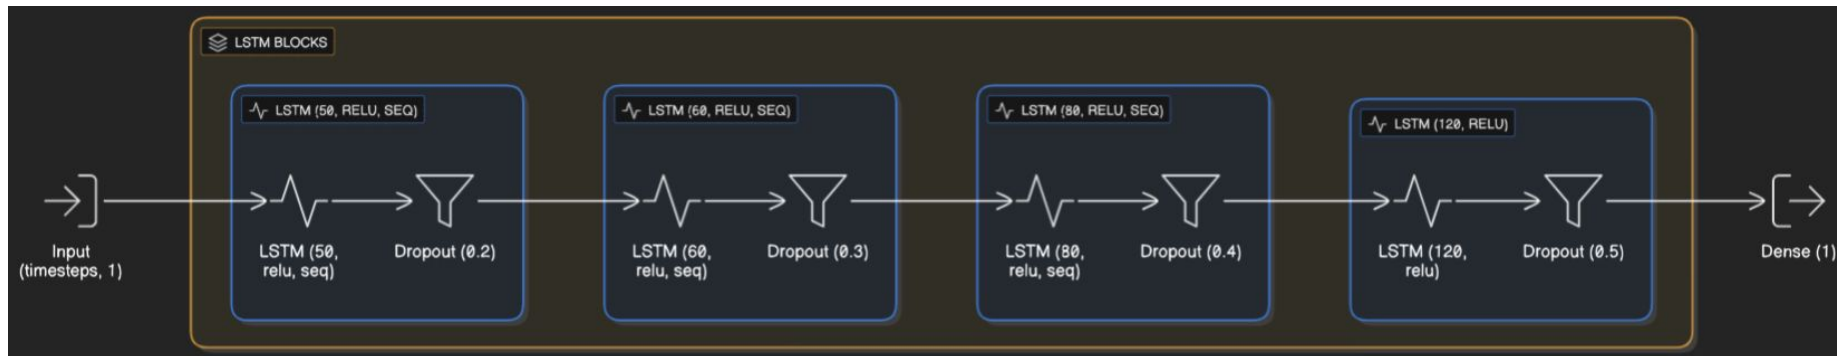 LSTM BLOCKS
LSTM (50, RELU, SEQ)
LSTM (60, RELU, SEQ)
LSTM (80, RELU, SEQ)
LSTM (120, RELU)
Input
(timesteps, 1)
LSTM (50,
relu, seq)
Dropout (0.2)
LSTM (60,
relu, seq)
Dropout (0.3)
LSTM (80,
relu, seq)
Dropout (0.4)
LSTM (120,
relu)
Dropout (0.5)
Dense (1)